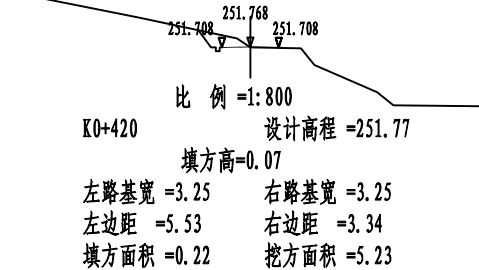 251.768
251.708 251.708
比 例 =1:800
K0+420 设计高程 =251.77
填方高=0.07
左路基宽 =3.25 右路基宽 =3.25
左边距 =5.53 右边距 =3.34
填方面积 =0.22 挖方面积 =5.23